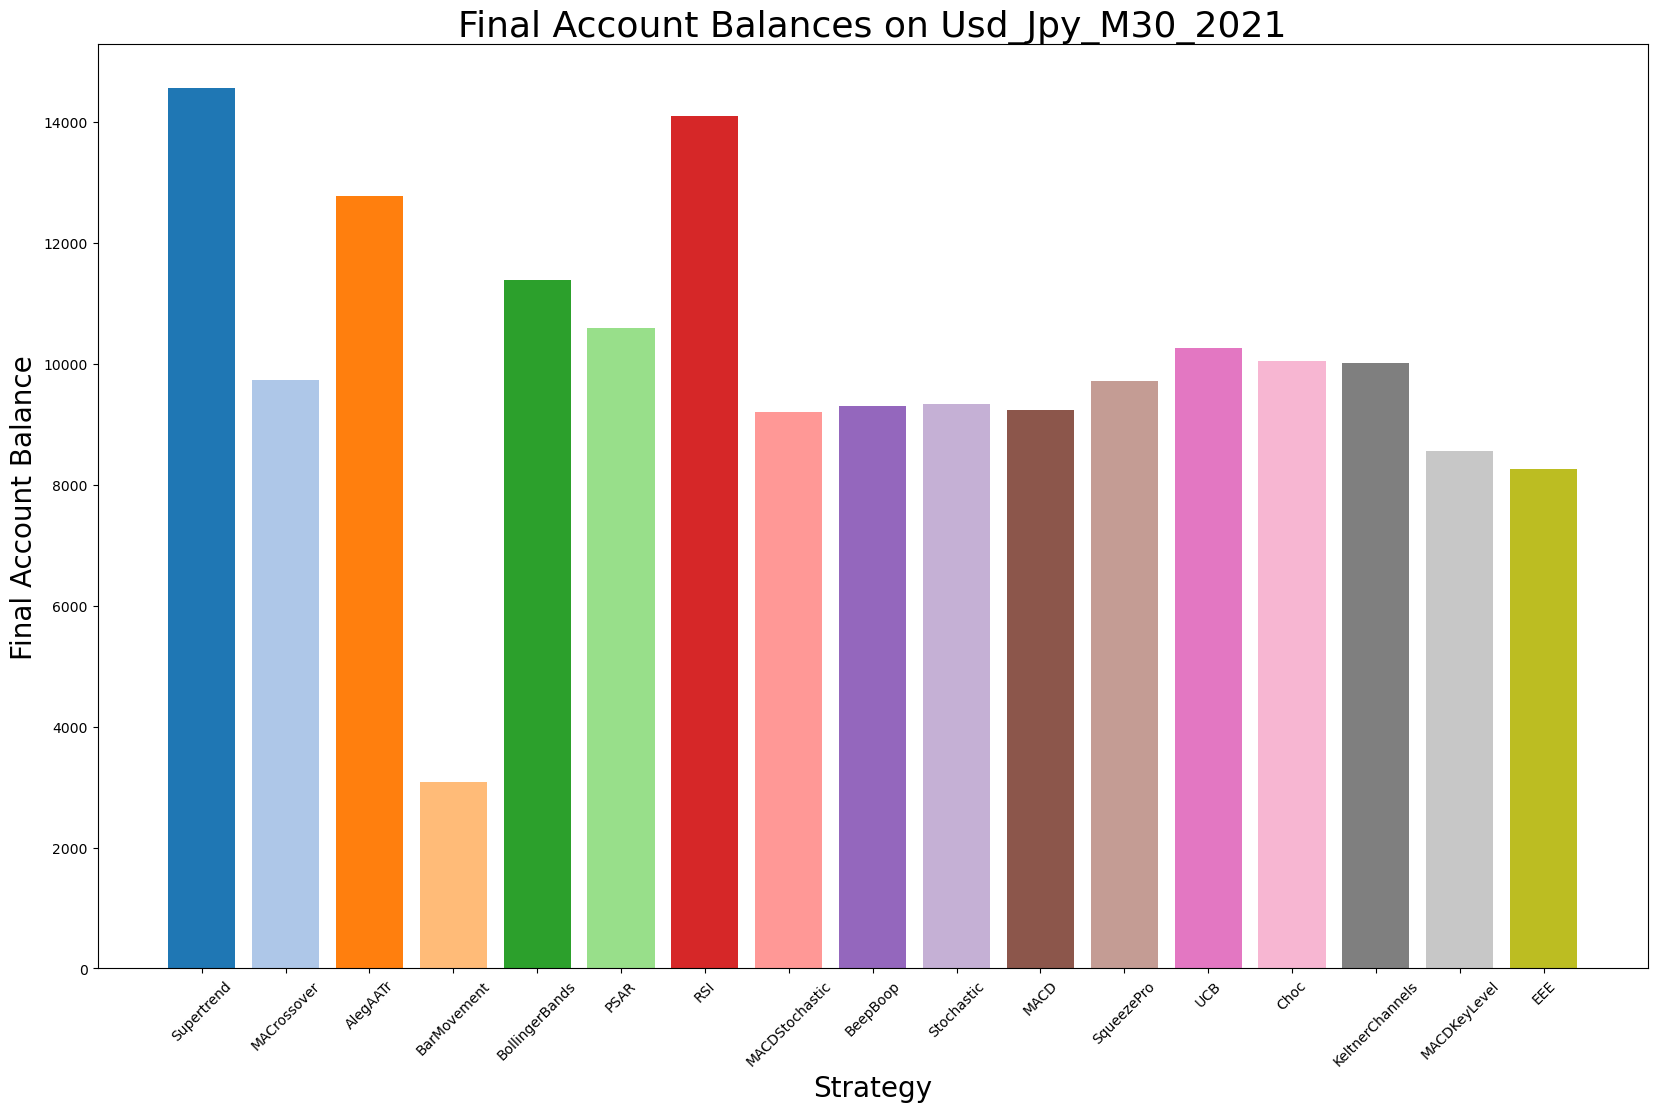 Final Account Balances on Usd_Jpy_M30_2021
Final Account Balance
14000
12000
10000
8000
6000
4000
2000
0
Supertrend
MACrossover
AlegAATr
BarMovement
BollingerBands
PSAR
RSI
MACDStochastic
BeepBoop
Stochastic
MACD
SqueezePro
UCB
Choc
KeltnerChannels
MACDKeyLevel
EEE
Strategy